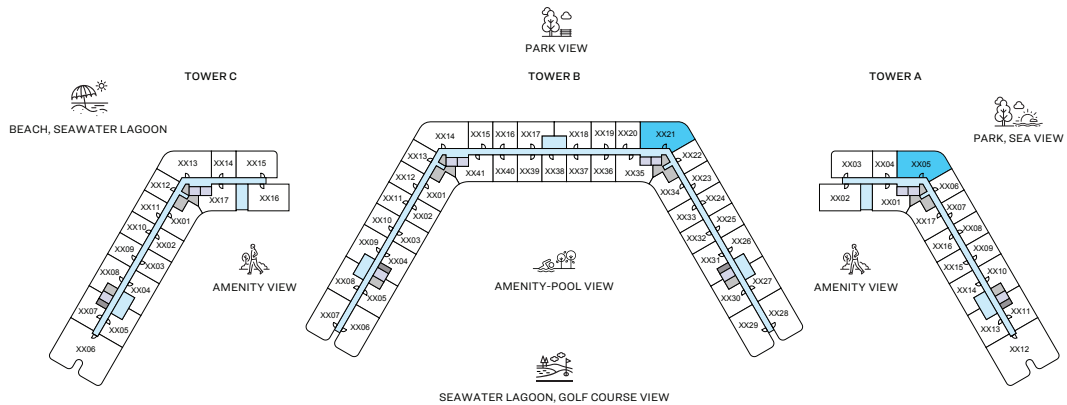 PARK VIEW
TOWER C
TOWER B
TOWER A
BEACH, SEAWATER LAGOON
PARK, SEA VIEW
XX13 XX14 XX15
XX12
XX11
XX10
XX09
XX08
XX07
XX06
XX17 XX16
XX01
XX02
XX03
XX04
XX05
XX14 XX15 XX16 XX17 XX18 XX19 XX20 XX21
XX13
XX12
XX11
XX10
XX09
XX08
XX07
XX41 XX40 XX39 XX38 XX37 XX36 XX35
XX01
XX02
XX03
XX04
XX05
XX06
XX22
XX23
XX24
XX25
XX26
XX27
XX28
XX34
XX33
XX32
XX31
XX30
XX29
XX03 XX04 XX05
XX02 XX01
XX06
XX07
XX08
XX09
XX10
XX11
XX12
XX17
XX16
XX15
XX14
XX13
AMENITY VIEW
AMENITY-POOL VIEW
AMENITY VIEW
SEAWATER LAGOON, GOLF COURSE VIEW